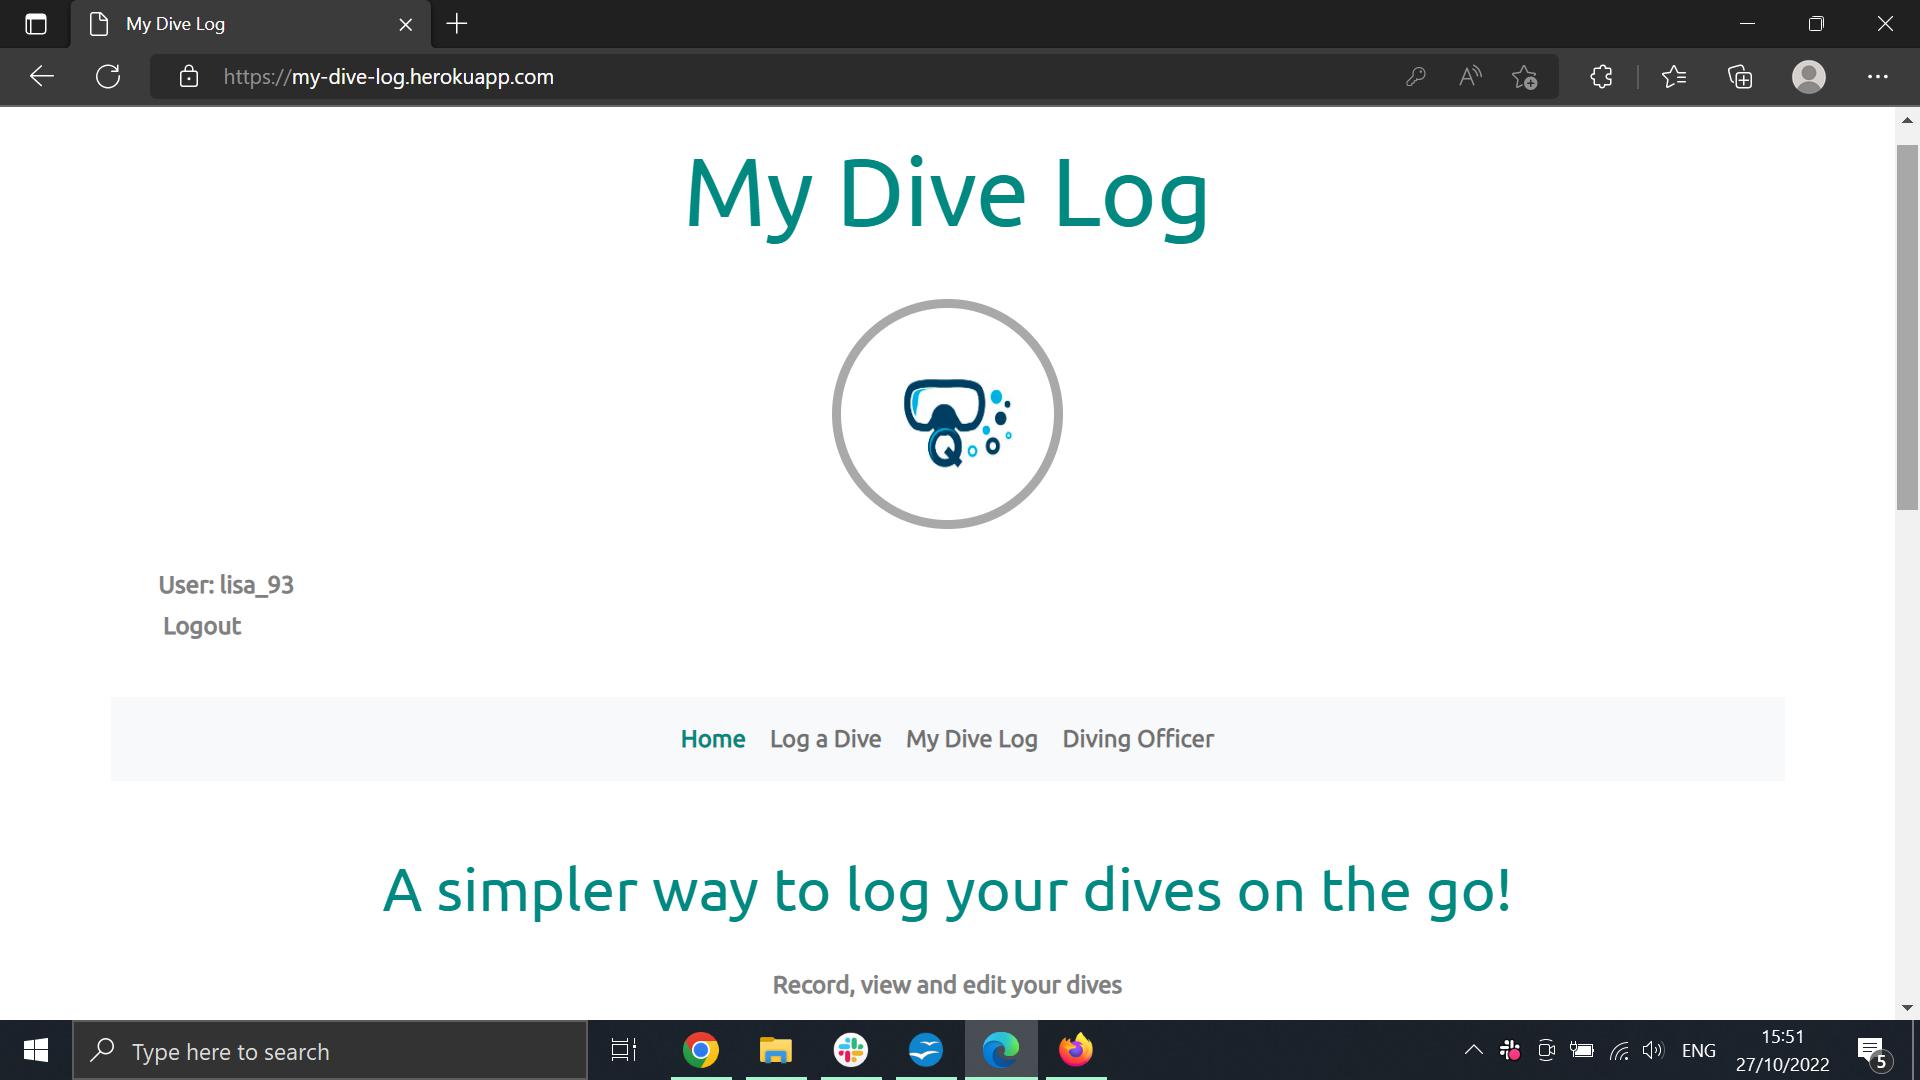 My Dive Log
https://my-dive-log.herokuapp.com
My Dive Log
Q
User: lisa_93
Logout
Home Log a Dive My Dive Log Diving Officer
A simpler way to log your dives on the go!
Record, view and edit your dives
Type here to search
ENG
15:51
27/10/2022
5